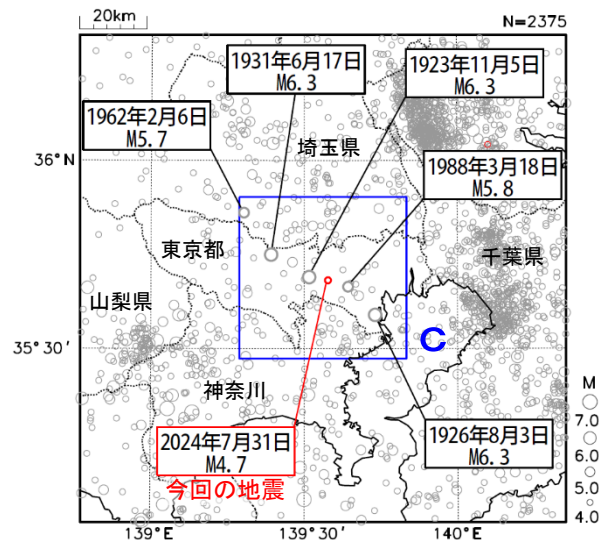 20km
N=2375
1931年6月17日
M6.3
1923年11月5日
M6.3
1962年2月6日
M5.7
埼玉県
36°N
1988年3月18日
M5.8
東京都
千葉県
山梨県
C
35°30′
神奈川
M
7.0
6.0
5.0
4.0
2024年7月31日
M4.7
今回の地震
1926年8月3日
M6.3
139°E
139°30′
140°E